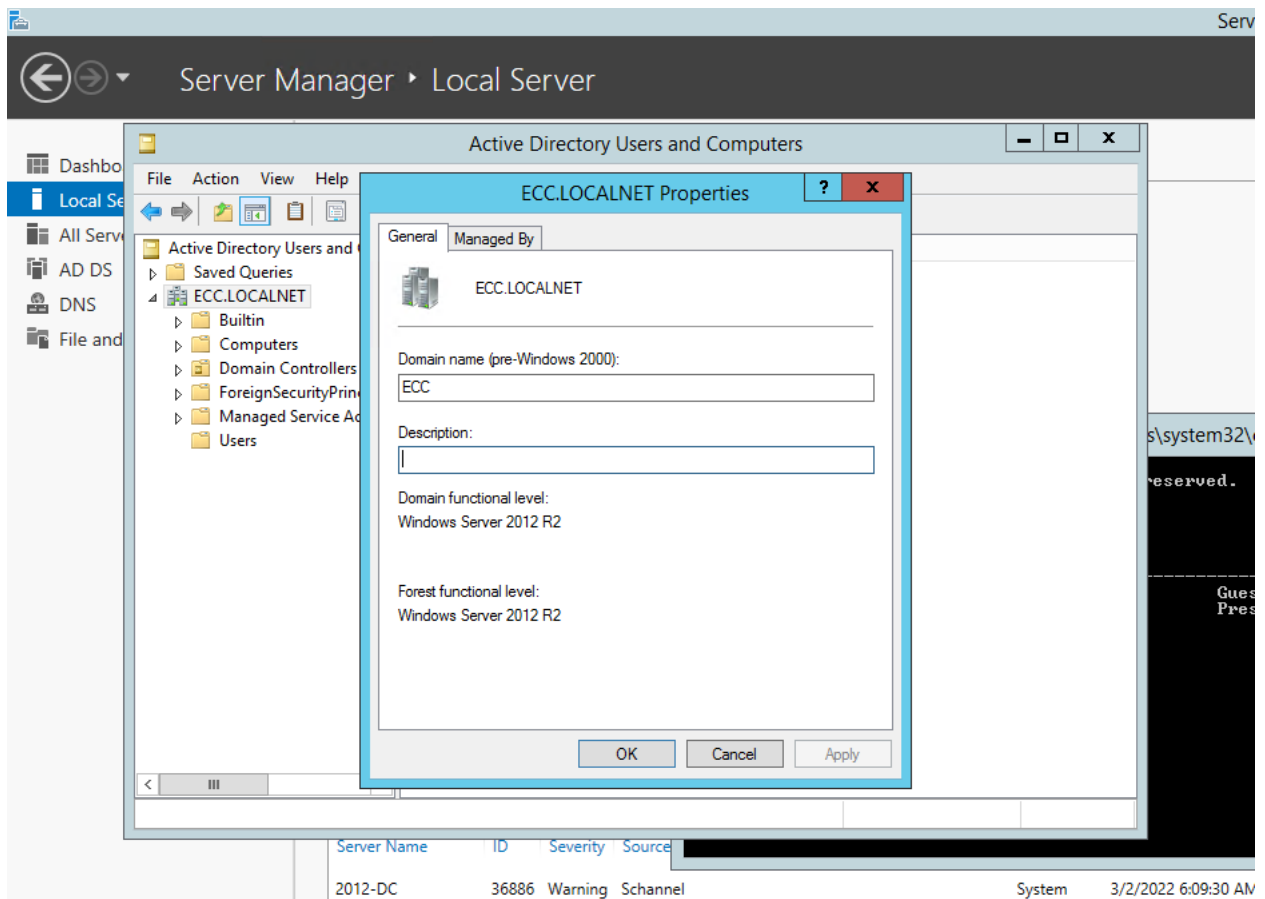 Serv
Server Manager ‣ Local Server
Dashbo
Local Se
All Serve
AD DS
DNS
File and
Active Directory Users and Computers
File Action View Help
Active Directory Users and
Saved Queries
ECC.LOCALNET
Builtin
Computers
Domain Controllers
ForeignSecurityPrin
Managed Service Ac
Users
ECC.LOCALNET Properties
General Managed By
ECC.LOCALNET
Domain name (pre-Windows 2000):
ECC
Description:
Domain functional level:
Windows Server 2012 R2
Forest functional level:
Windows Server 2012 R2
OK Cancel Apply
s\system32\
eserved.
Gues
Pres
Server Name ID Severity Source
2012-DC 36886 Warning Schannel System 3/2/2022 6:09:30 AM